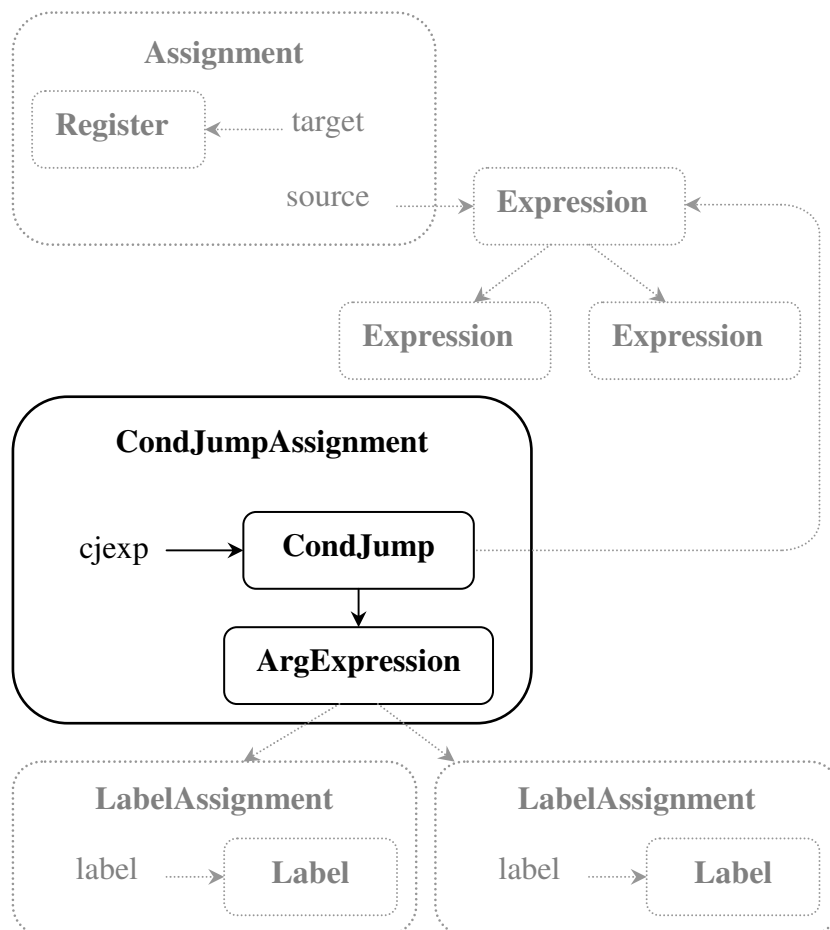 Assignment
Register target
source Expression
Expression Expression
CondJumpAssignment
cjexp CondJump
ArgExpression
LabelAssignment LabelAssignment
label Label label Label